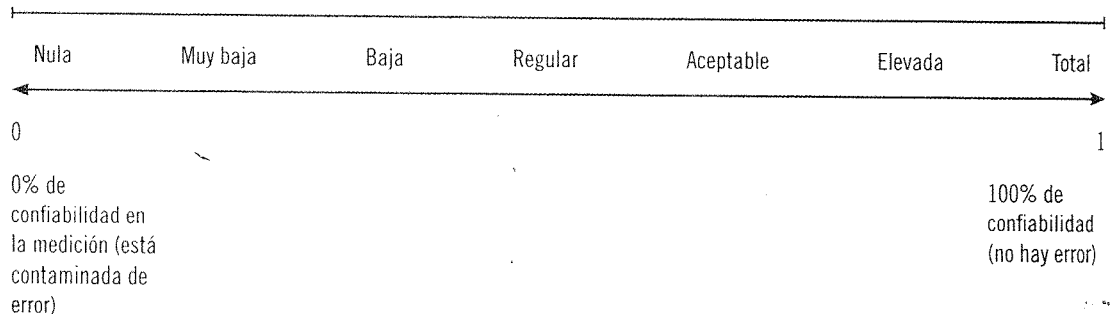 Nula Muy baja Baja Regular Aceptable Elevada Total
0 1
0% de
confiabilidad en
la medición (está
contaminada de
error)
100% de
confiabilidad
(no hay error)